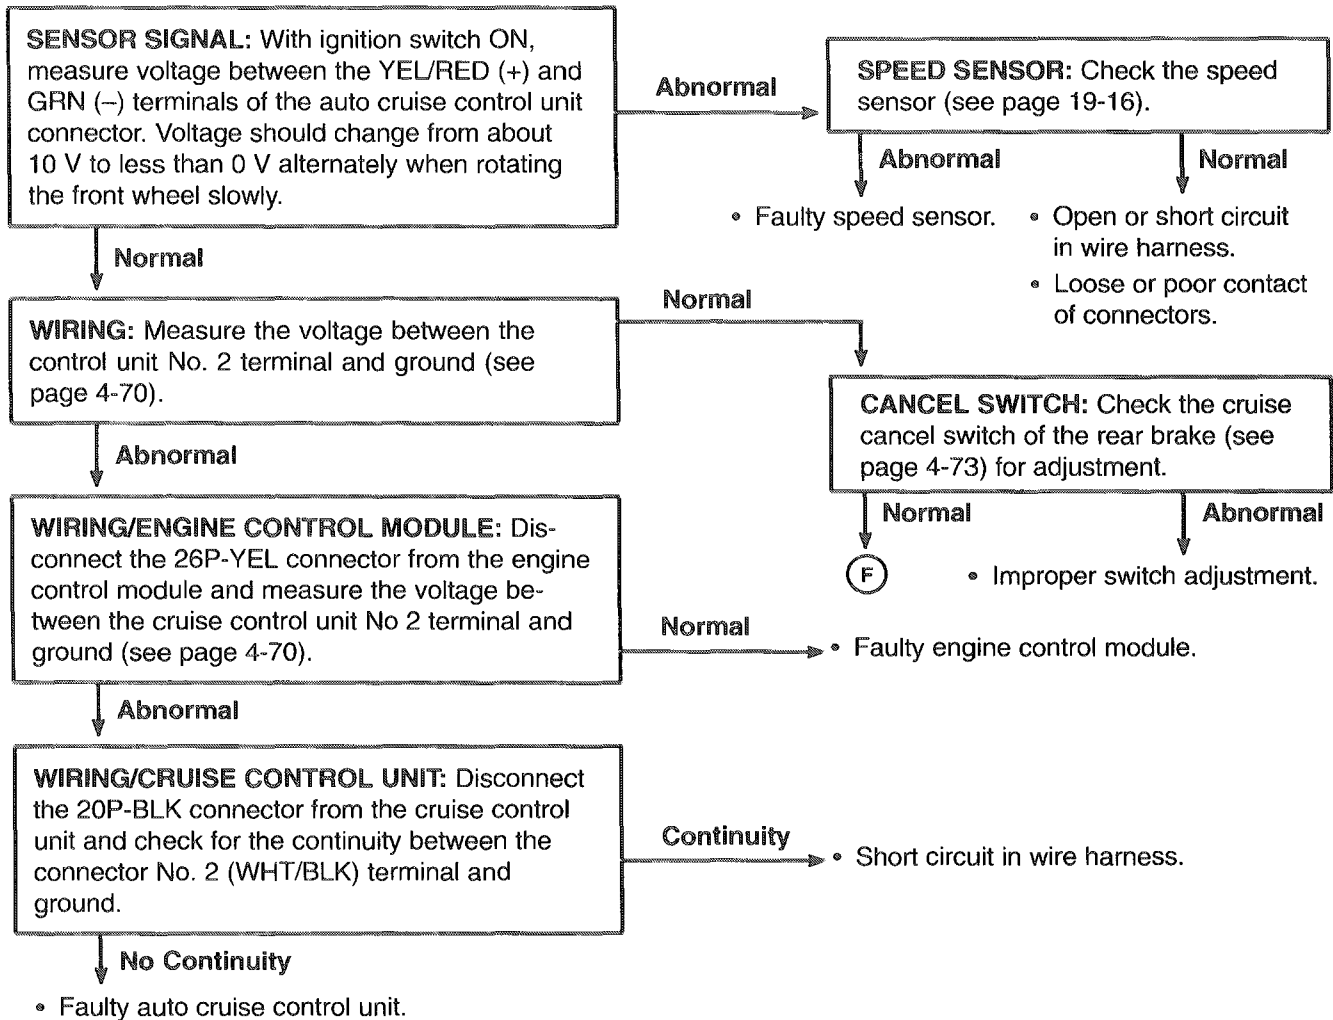 SENSOR SIGNAL: With ignition switch ON,
measure voltage between the YEL/RED (+) and
GRN (–) terminals of the auto cruise control unit
connector. Voltage should change from about
10 V to less than 0 V alternately when rotating
the front wheel slowly.
Abnormal
SPEED SENSOR: Check the speed
sensor (see page 19-16).
Abnormal
Normal
• Faulty speed sensor.
• Open or short circuit
in wire harness.
• Loose or poor contact
of connectors.
Normal
WIRING: Measure the voltage between the
control unit No. 2 terminal and ground (see
page 4-70).
Normal
CANCEL SWITCH: Check the cruise
cancel switch of the rear brake (see
page 4-73) for adjustment.
Normal
Abnormal
F
• Improper switch adjustment.
Abnormal
WIRING/ENGINE CONTROL MODULE: Dis-
connect the 26P-YEL connector from the engine
control module and measure the voltage be-
tween the cruise control unit No 2 terminal and
ground (see page 4-70).
Normal
• Faulty engine control module.
Abnormal
WIRING/CRUISE CONTROL UNIT: Disconnect
the 20P-BLK connector from the cruise control
unit and check for the continuity between the
connector No. 2 (WHT/BLK) terminal and
ground.
Continuity
• Short circuit in wire harness.
No Continuity
• Faulty auto cruise control unit.